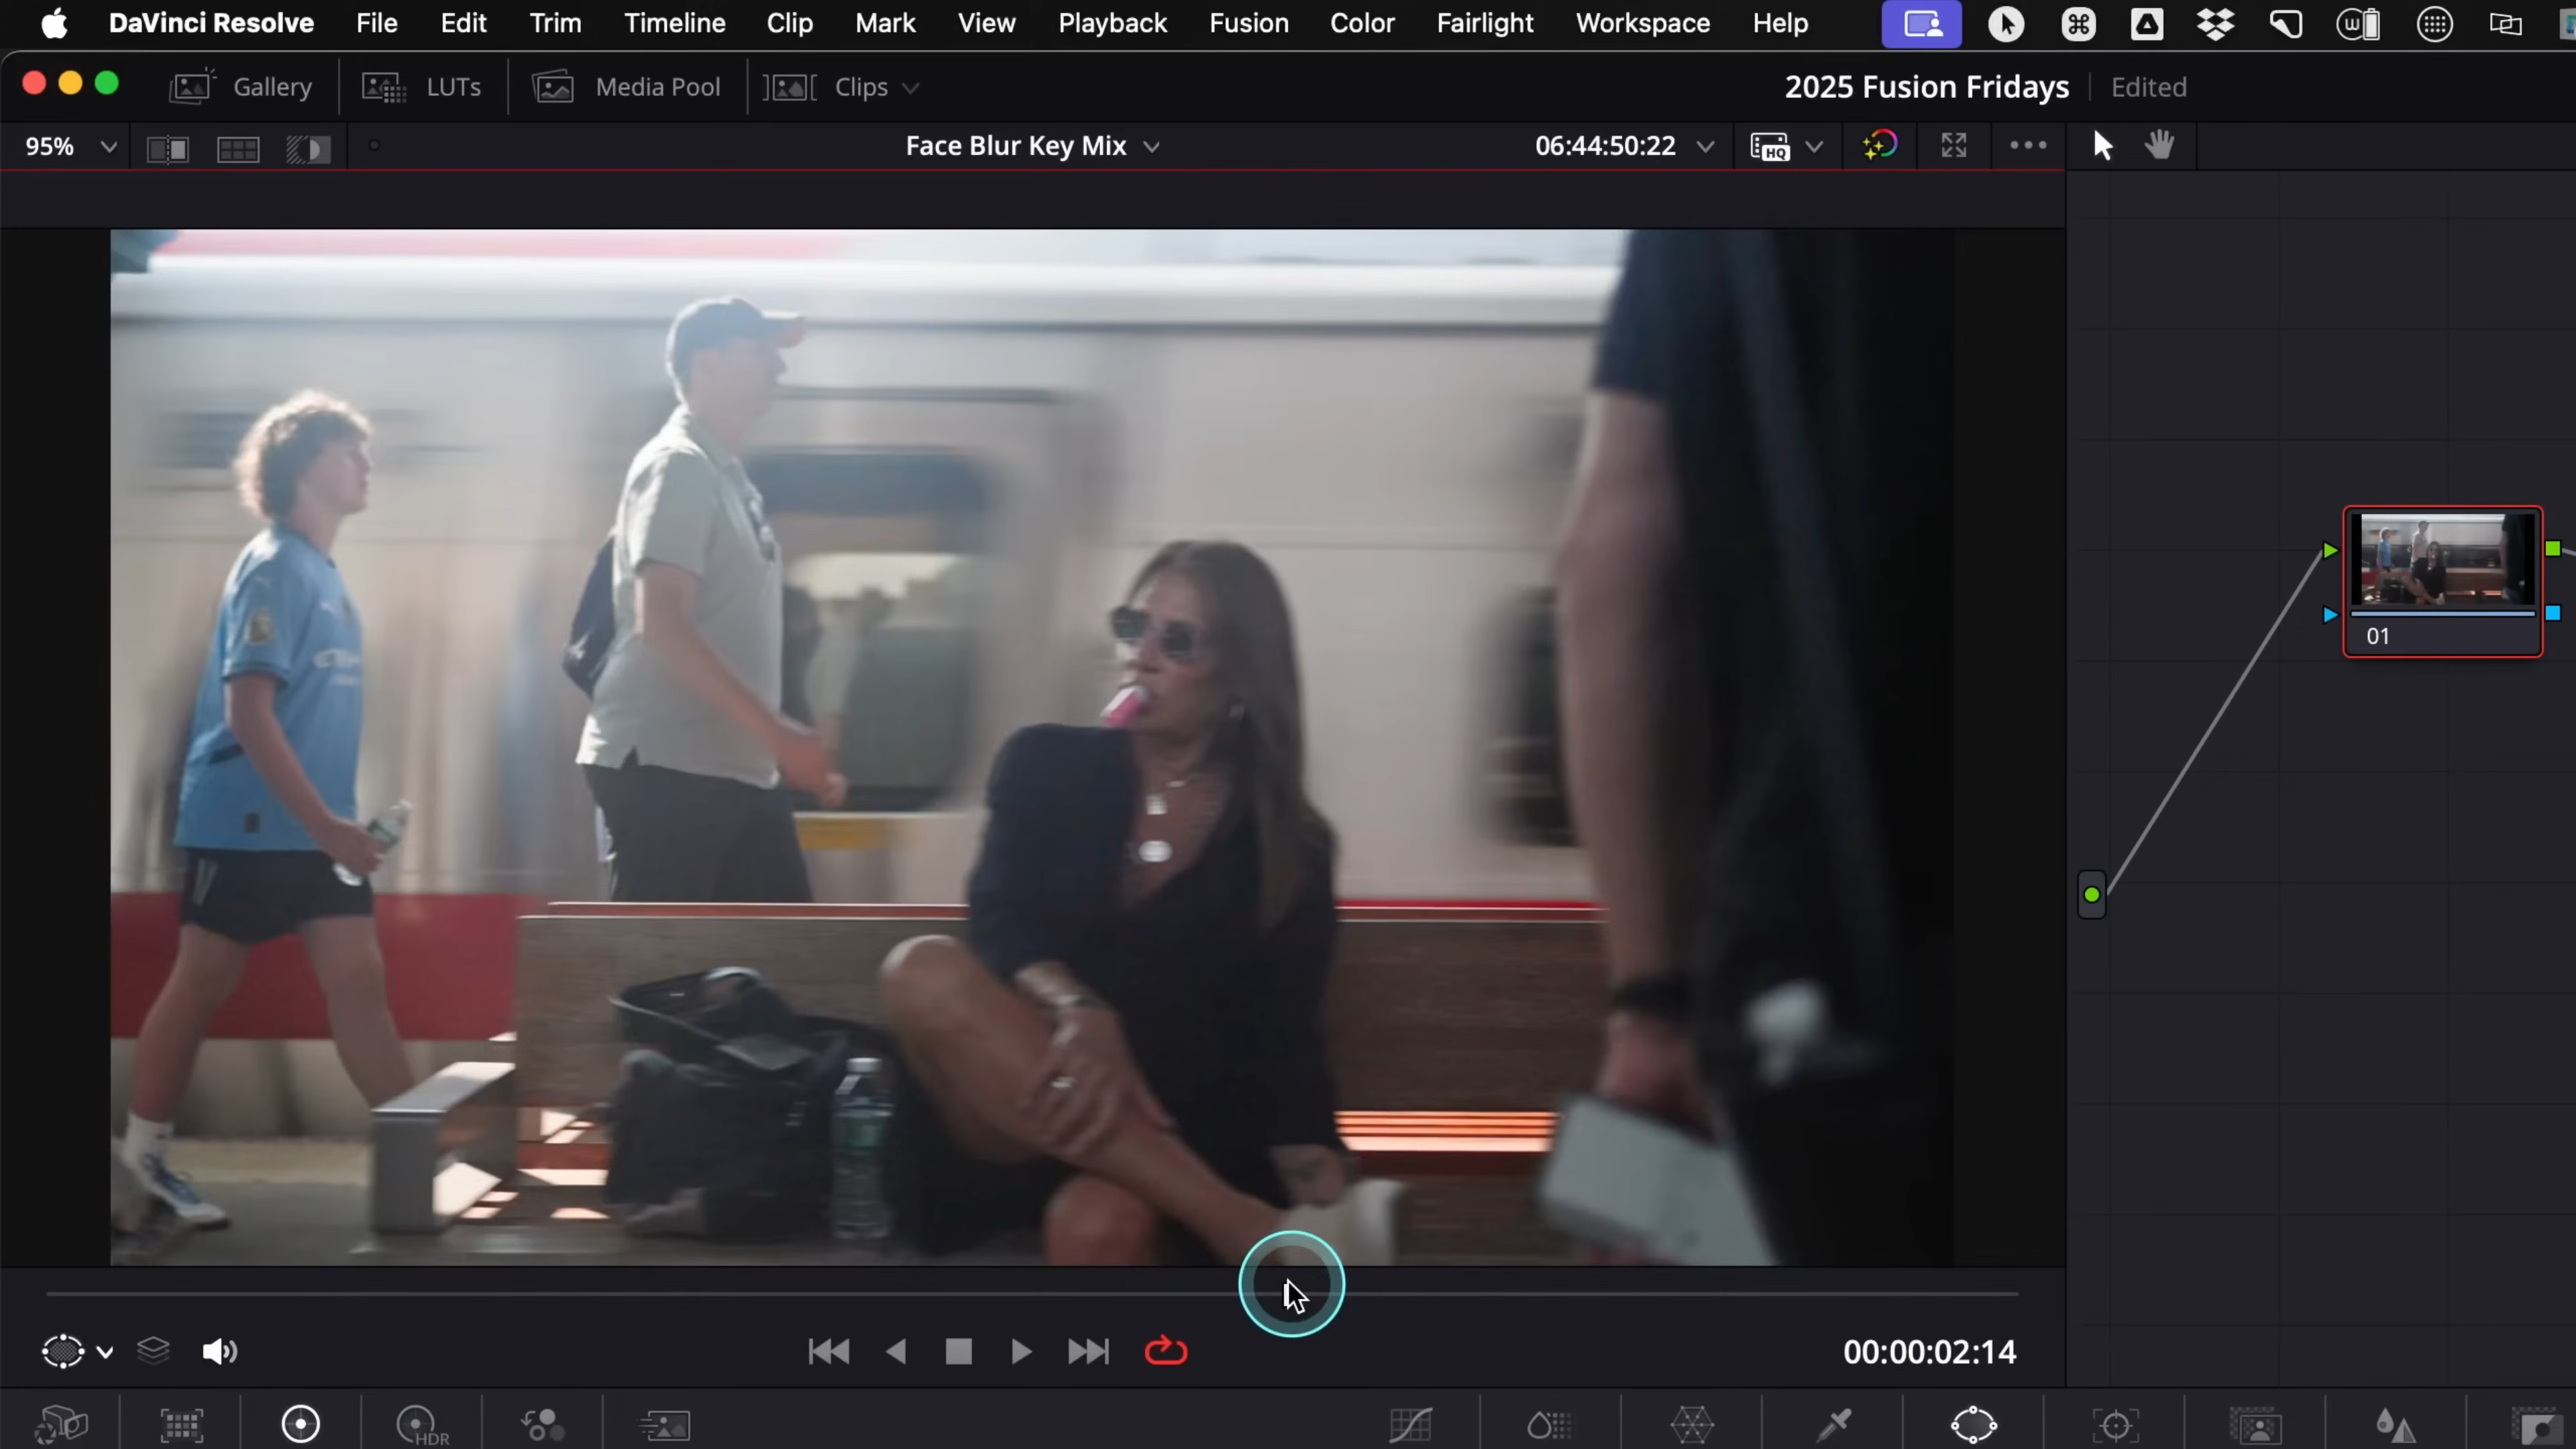 DaVinci Resolve File Edit Trim Timeline Clip Mark View Playback Fusion Color Fairlight Workspace Help
Gallery LUTs Media Pool Clips 2025 Fusion Fridays Edited
95% Face Blur Key Mix 06:44:50:22 HQ
01
00:00:02:14
HDR